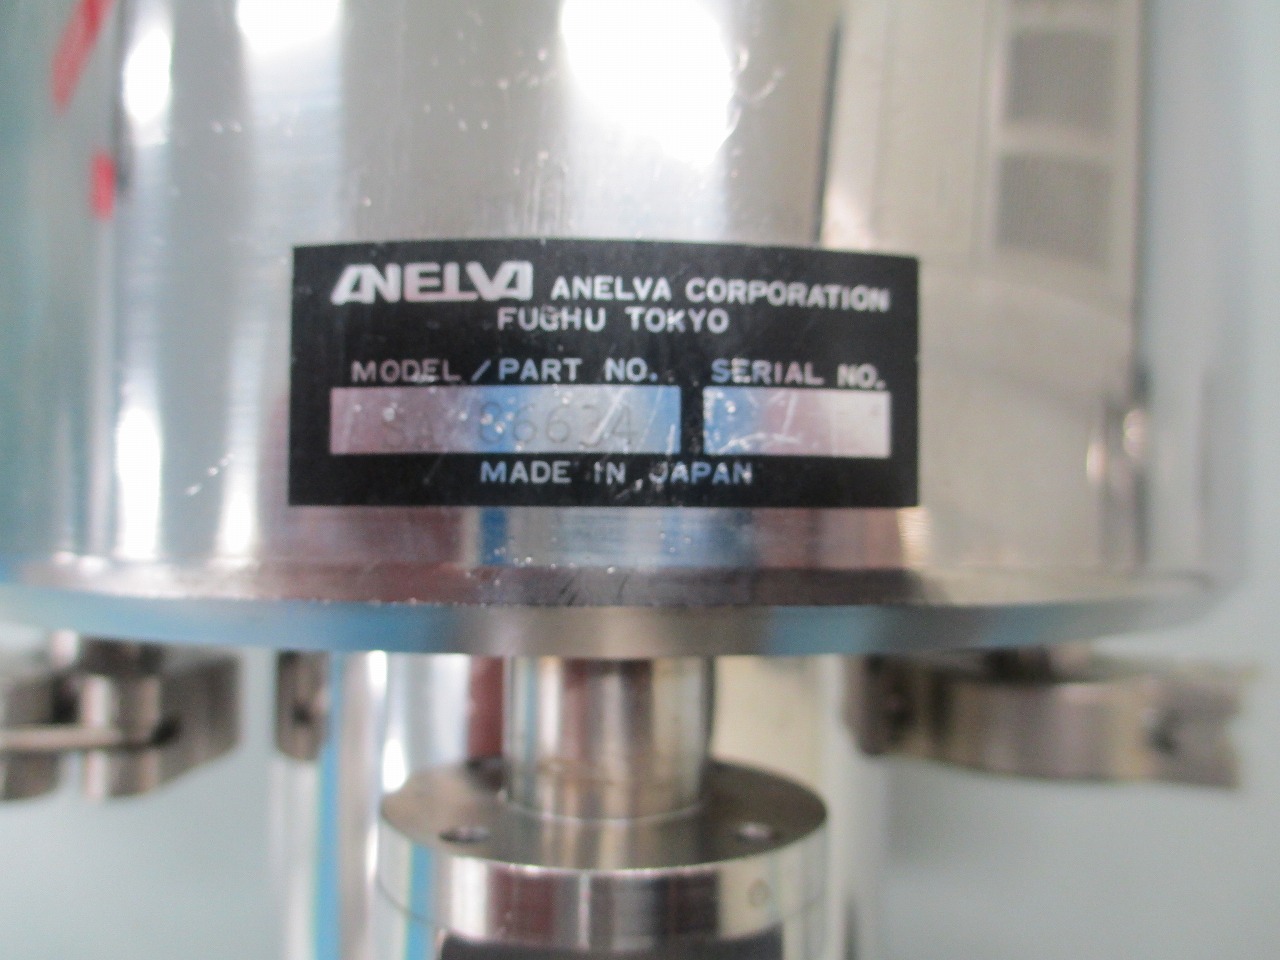 ANELVA ANELVA CORPORATION
FUCHU TOKYO
MODEL / PART NO. SERIAL NO.
MADE IN JAPAN